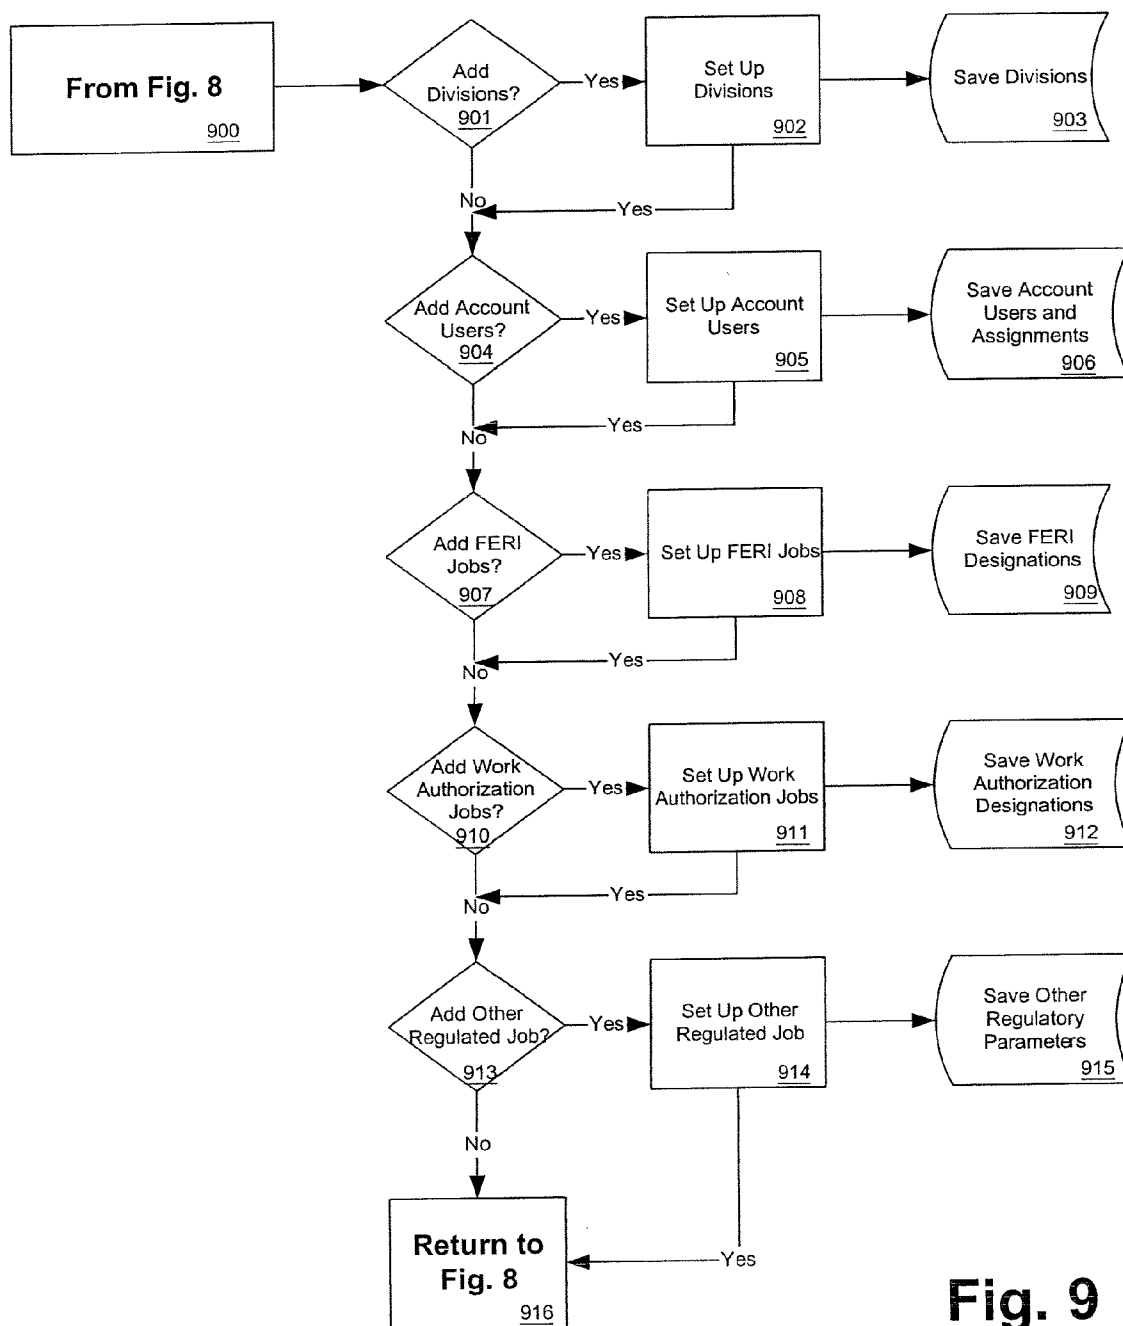 From Fig. 8
900
Add
Divisions?
901
Yes
Set Up
Divisions
902
Save Divisions
903
No
Yes
Add Account
Users?
904
Yes
Set Up Account
Users
905
Save Account
Users and
Assignments
906
No
Yes
Add FERI
Jobs?
907
Yes
Set Up FERI Jobs
908
Save FERI
Designations
909
No
Yes
Add Work
Authorization
Jobs?
910
Yes
Set Up Work
Authorization Jobs
911
Save Work
Authorization
Designations
912
No
Yes
Add Other
Regulated Job?
913
Yes
Set Up Other
Regulated Job
914
Save Other
Regulatory
Parameters
915
No
Yes
Return to
Fig. 8
916
Fig. 9